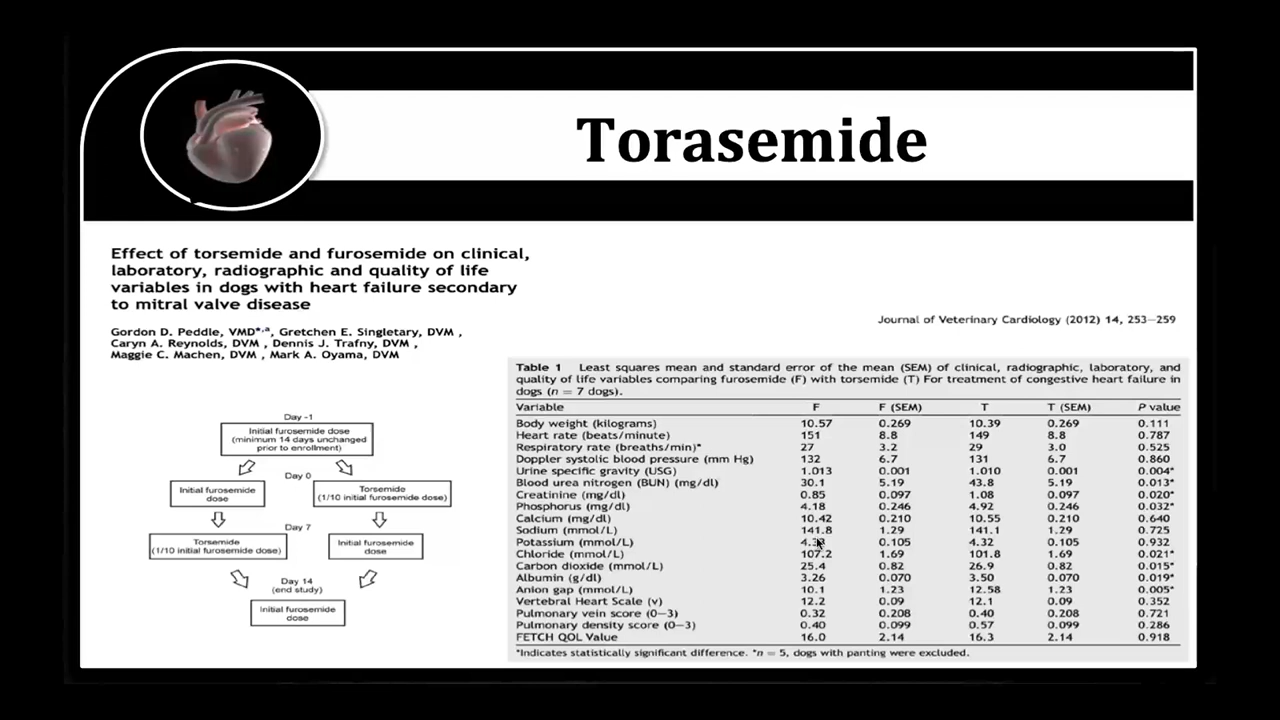 Torasemide
Effect of torsemide and furosemide on clinical,
laboratory, radiographic and quality of life
variables in dogs with heart failure secondary
to mitral valve disease
Gordon D. Peddle, VMD*,a, Gretchen E. Singletary, DVM ,
Caryn A. Reynolds, DVM , Dennis J. Trafny, DVM ,
Maggie C. Machen, DVM , Mark A. Oyama, DVM
Journal of Veterinary Cardiology (2012) 14, 253–259
Day -1
Initial furosemide dose
(minimum 14 days unchanged
prior to enrollment)
Day 0
Initial furosemide
dose
Torsemide
(1/10 initial furosemide dose)
Day 7
Torsemide
(1/10 initial furosemide dose)
Initial furosemide
dose
Day 14
(end study)
Initial furosemide
dose
Table 1 Least squares mean and standard error of the mean (SEM) of clinical, radiographic, laboratory, and
quality of life variables comparing furosemide (F) with torsemide (T) For treatment of congestive heart failure in
dogs (n = 7 dogs).
Variable F F (SEM) T T (SEM) P value
Body weight (kilograms) 10.57 0.269 10.39 0.269 0.111
Heart rate (beats/minute) 151 8.8 149 8.8 0.787
Respiratory rate (breaths/min)* 27 3.2 29 3.0 0.525
Doppler systolic blood pressure (mm Hg) 132 6.7 131 6.7 0.860
Urine specific gravity (USG) 1.013 0.001 1.010 0.001 0.004*
Blood urea nitrogen (BUN) (mg/dl) 30.1 5.19 43.8 5.19 0.013*
Creatinine (mg/dl) 0.85 0.097 1.08 0.097 0.020*
Phosphorus (mg/dl) 4.18 0.246 4.92 0.246 0.032*
Calcium (mg/dl) 10.42 0.210 10.55 0.210 0.640
Sodium (mmol/L) 141.8 1.29 141.1 1.29 0.725
Potassium (mmol/L) 0.105 4.32 0.105 0.932
Chloride (mmol/L) 107.2 1.69 101.8 1.69 0.021*
Carbon dioxide (mmol/L) 25.4 0.82 26.9 0.82 0.015*
Albumin (g/dl) 3.26 0.070 3.50 0.070 0.019*
Anion gap (mmol/L) 10.1 1.23 12.58 1.23 0.005*
Vertebral Heart Scale (v) 12.2 0.09 12.1 0.09 0.352
Pulmonary vein score (0–3) 0.32 0.208 0.40 0.208 0.721
Pulmonary density score (0–3) 0.40 0.099 0.57 0.099 0.286
FETCH QOL Value 16.0 2.14 16.3 2.14 0.918
*Indicates statistically significant difference. *n = 5, dogs with panting were excluded.